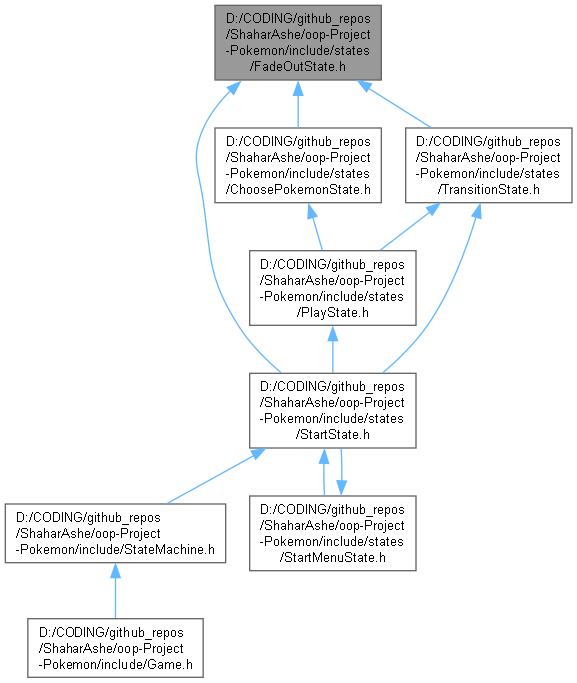 D:/CODING/github_repos
/ShaharAshe/oop-Project
-Pokemon/include/states
/FadeOutState.h
D:/CODING/github_repos
/ShaharAshe/oop-Project
-Pokemon/include/states
/ChoosePokemonState.h
D:/CODING/github_repos
/ShaharAshe/oop-Project
-Pokemon/include/states
/TransitionState.h
D:/CODING/github_repos
/ShaharAshe/oop-Project
-Pokemon/include/states
/PlayState.h
D:/CODING/github_repos
/ShaharAshe/oop-Project
-Pokemon/include/states
/StartState.h
D:/CODING/github_repos
/ShaharAshe/oop-Project
-Pokemon/include/StateMachine.h
D:/CODING/github_repos
/ShaharAshe/oop-Project
-Pokemon/include/states
/StartMenuState.h
D:/CODING/github_repos
/ShaharAshe/oop-Project
-Pokemon/include/Game.h